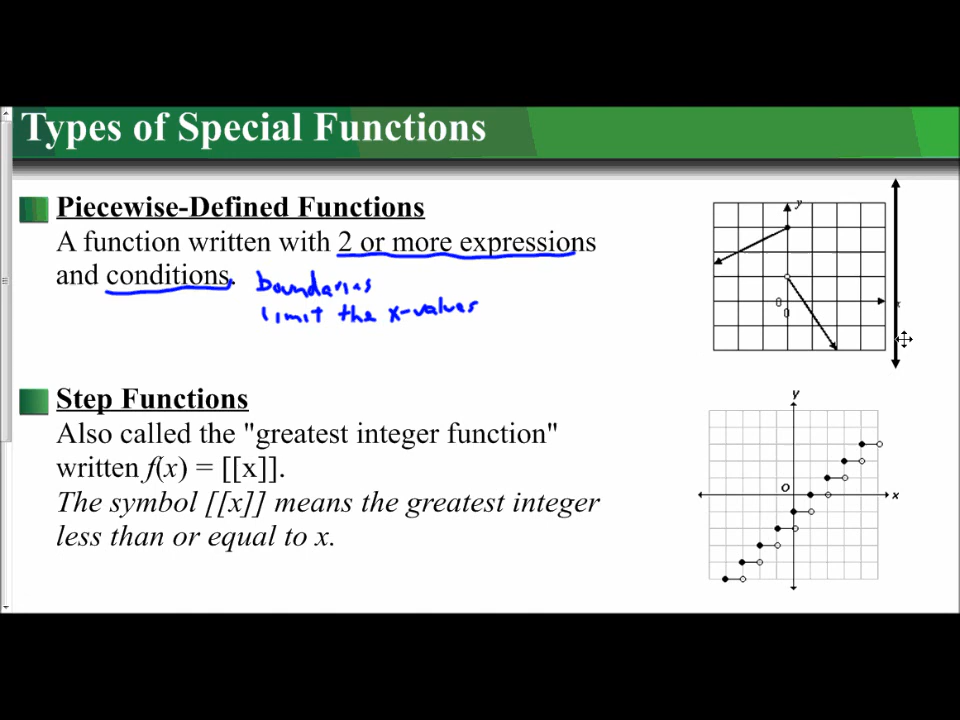 Types of Special Functions
Piecewise-Defined Functions
A function written with 2 or more expressions
and conditions.
boundaries
limit the x-values
y
x
0
0
Step Functions
Also called the "greatest integer function"
written f(x) = [[x]].
The symbol [[x]] means the greatest integer
less than or equal to x.
y
O
x